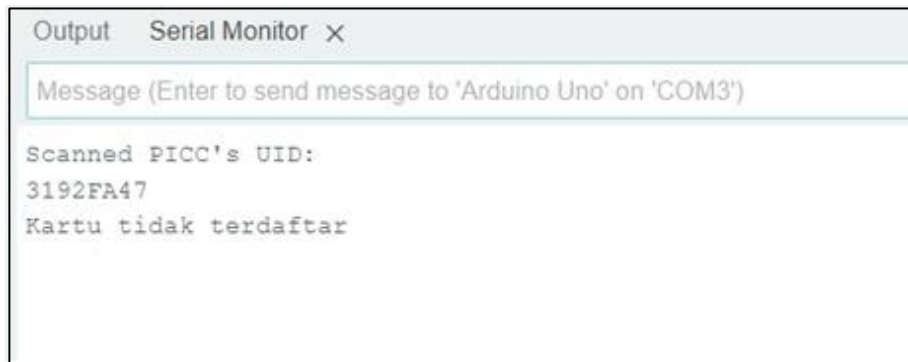 Output Serial Monitor ×
Message (Enter to send message to 'Arduino Uno' on 'COM3')
Scanned PICC's UID:
3192FA47
Kartu tidak terdaftar